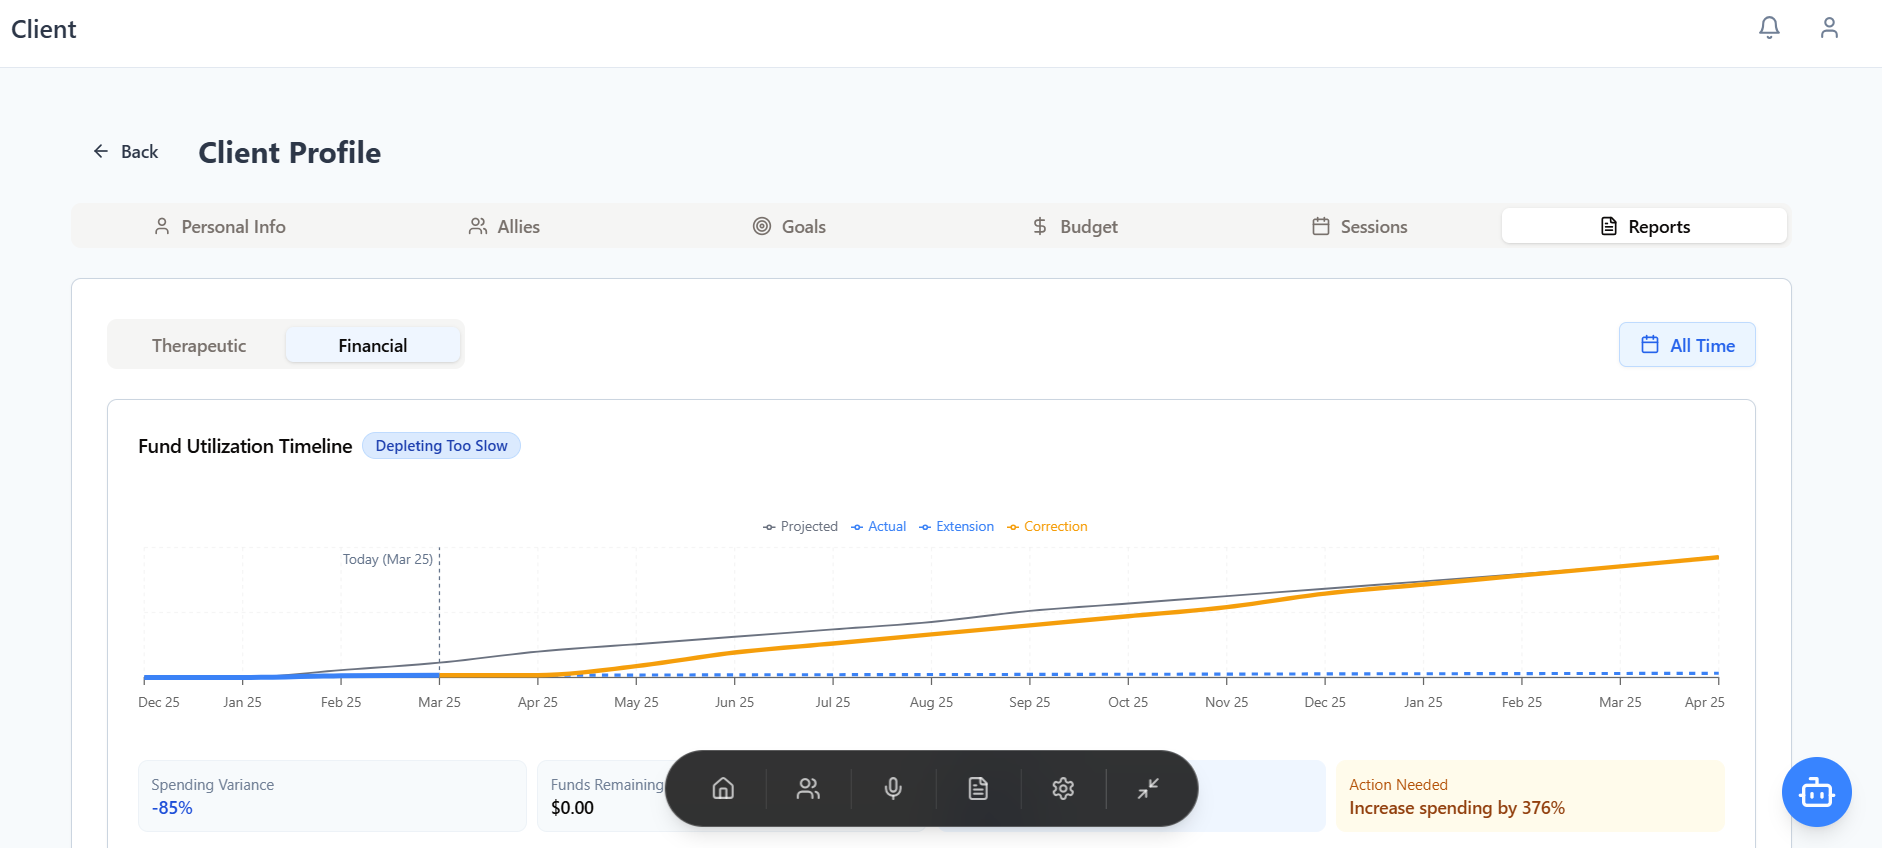 Client
Back
Client Profile
Personal Info
Allies
Goals
Budget
Sessions
Reports
Therapeutic
Financial
All Time
Fund Utilization Timeline
Depleting Too Slow
Projected
Actual
Extension
Correction
Today (Mar 25)
Dec 25
Jan 25
Feb 25
Mar 25
Apr 25
May 25
Jun 25
Jul 25
Aug 25
Sep 25
Oct 25
Nov 25
Dec 25
Jan 25
Feb 25
Mar 25
Apr 25
Spending Variance
-85%
Funds Remaining
$0.00
Action Needed
Increase spending by 376%